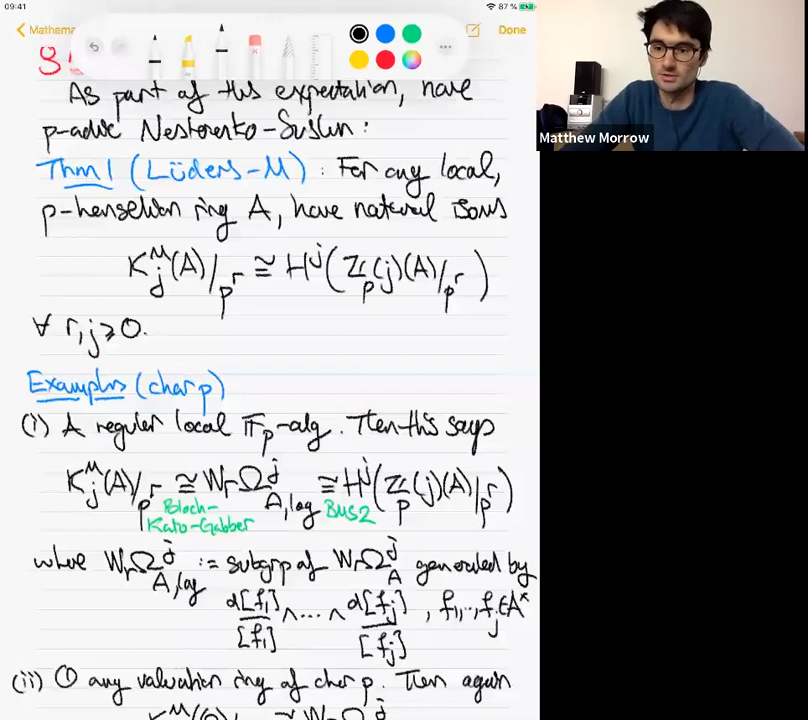 09:41
87%
Mathema
Done
As part of this expectation, have
p-adic Nesterenko-Suslin:
Matthew Morrow
Thm 1 (Lüders-M) : For any local,
p-henselian ring A, have natural isoms
K_j^M(A)/p^r ≅ H^j(ℤ_p(j)(A)/p^r)
∀ r,j ≥ 0.
Examples (char p)
(i) A regular local 𝔽_p-alg. Then this says
K_j^M(A)/p^r ≅ W_rΩ^j_{A,log} ≅ H^j(ℤ_p(j)(A)/p^r)
Bloch-Kato-Gabber
BMS2
where W_rΩ^j_{A,log} := subgrp of W_rΩ^j_A generated by
d[f_1]/[f_1] ∧ ... ∧ d[f_j]/[f_j] , f_1,..,f_j ∈ A^×
(ii) O any valuation ring of char p. Then again